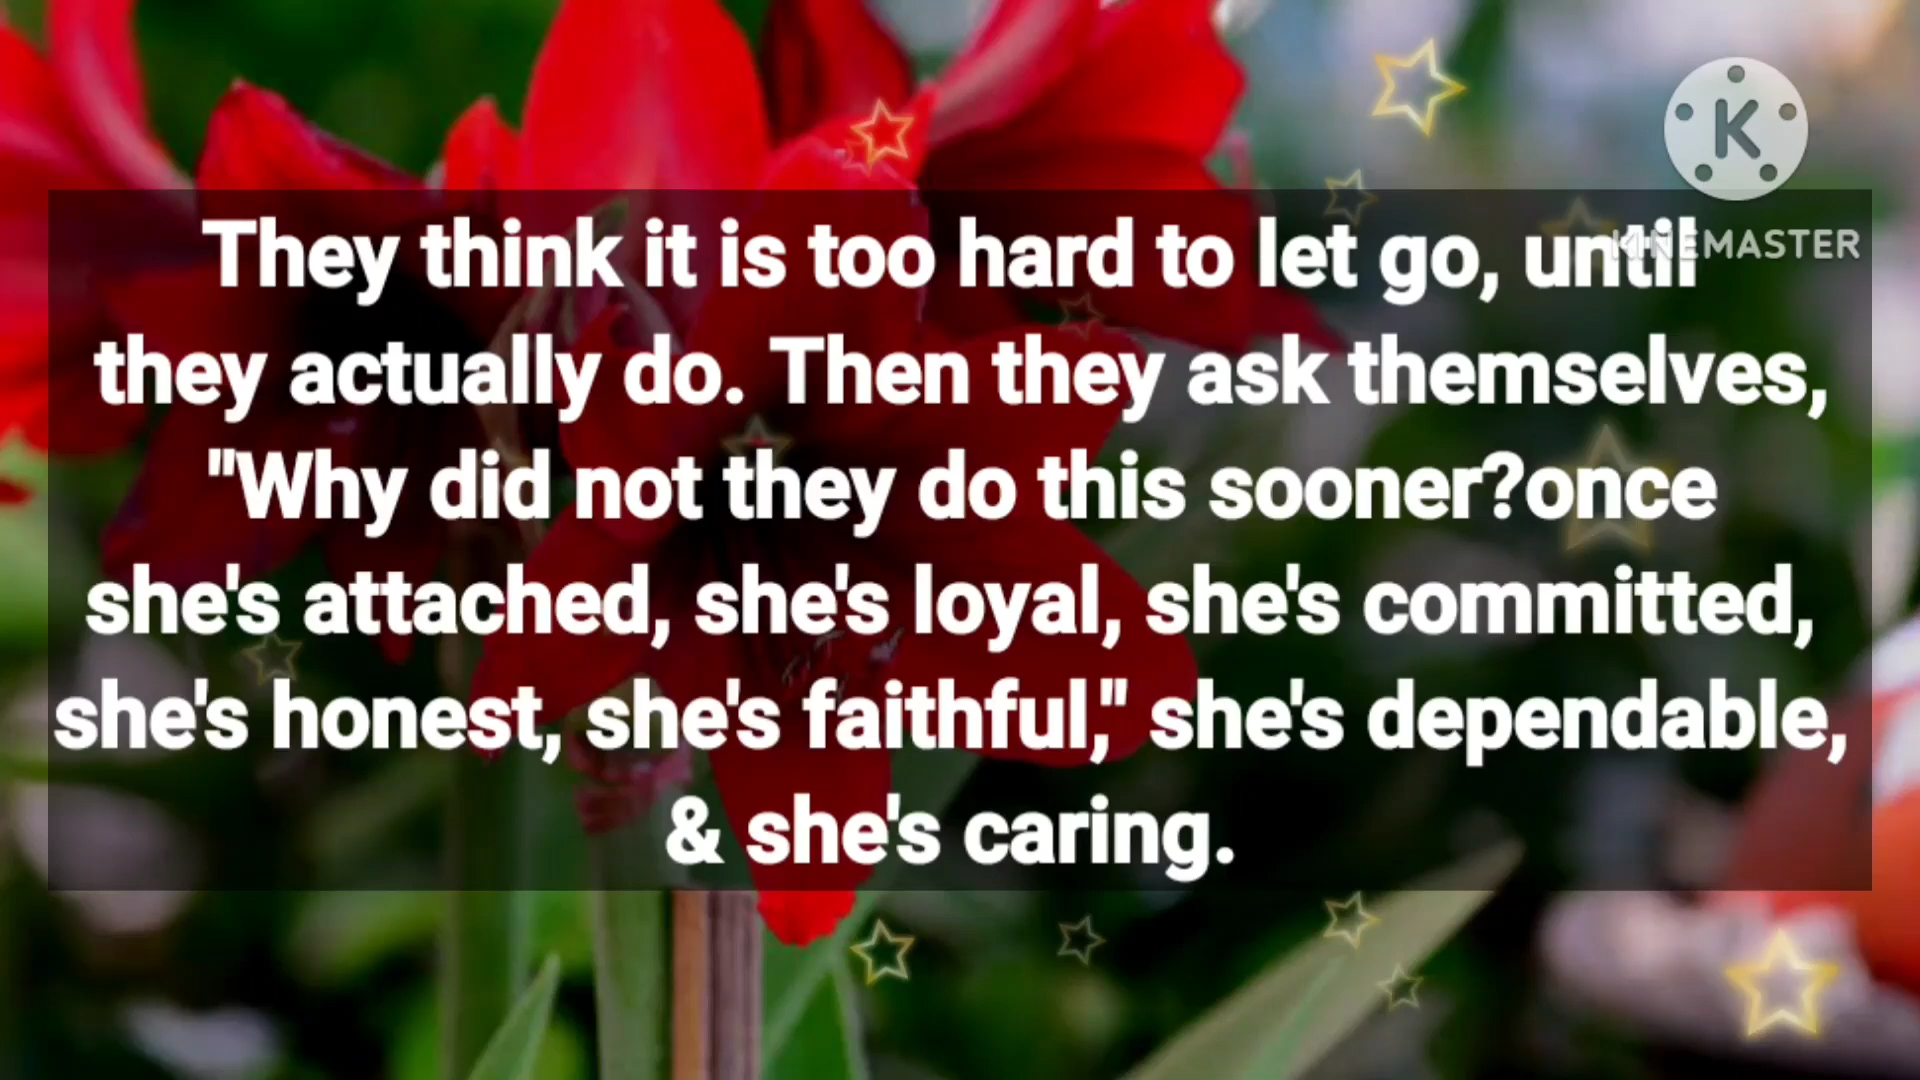 K
KINEMASTER
They think it is too hard to let go, until
they actually do. Then they ask themselves,
"Why did not they do this sooner?once
she's attached, she's loyal, she's committed,
she's honest, she's faithful," she's dependable,
& she's caring.